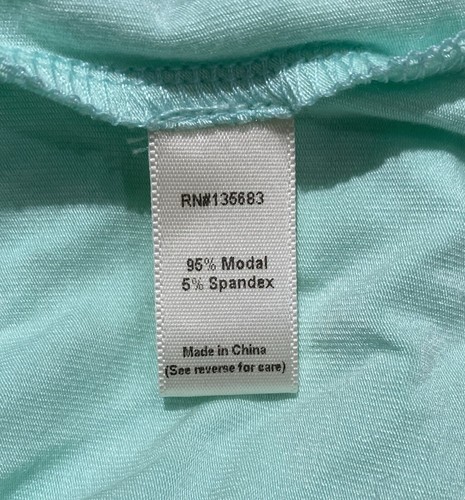 RN#135683
95% Modal
5% Spandex
Made in China
(See reverse for care)